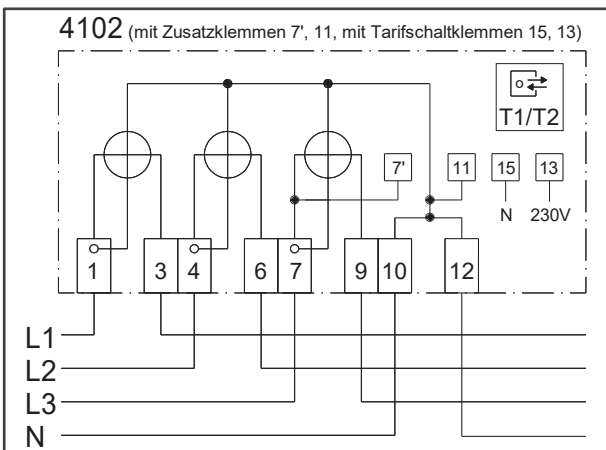 4102 (mit Zusatzklemmen 7', 11, mit Tarifschaltklemmen 15, 13)
T1/T2
7' 11 15 13
N 230V
1 3 4 6 7 9 10 12
L1
L2
L3
N